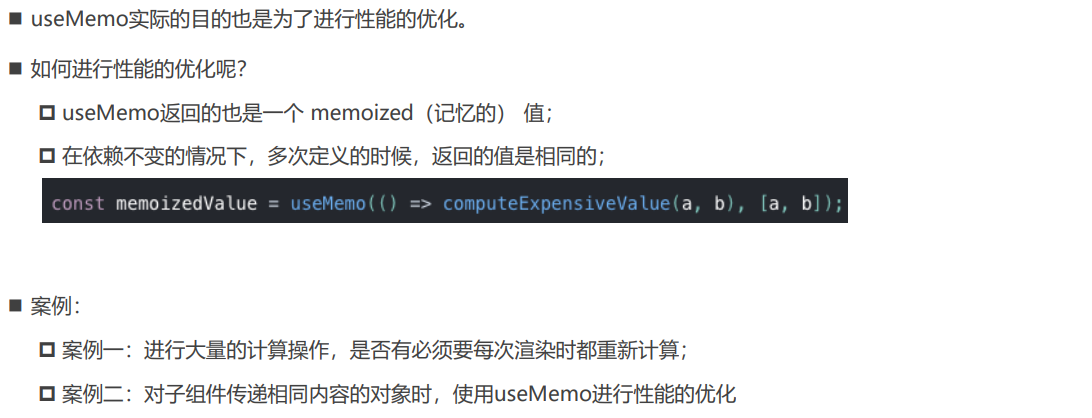 useMemo实际的目的也是为了进行性能的优化。
如何进行性能的优化呢？
useMemo返回的也是一个 memoized（记忆的） 值；
在依赖不变的情况下，多次定义的时候，返回的值是相同的；
const memoizedValue = useMemo(() => computeExpensiveValue(a, b), [a, b]);
案例：
案例一：进行大量的计算操作，是否有必须要每次渲染时都重新计算；
案例二：对子组件传递相同内容的对象时，使用useMemo进行性能的优化